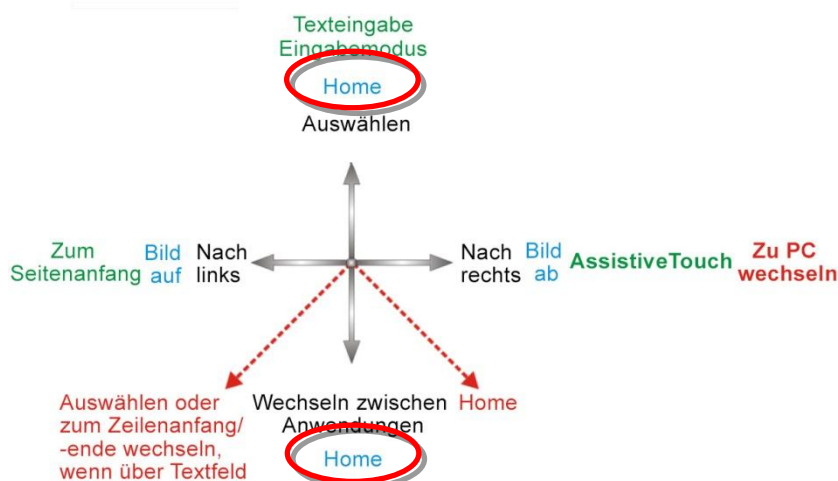 Texteingabe
Eingabemodus
Home
Auswählen
Zum
Seitenanfang
Bild
auf
Nach
links
Nach
rechts
Bild
ab
AssistiveTouch
Zu PC
wechseln
Auswählen oder
zum Zeilenanfang/
-ende wechseln,
wenn über Textfeld
Wechseln zwischen
Anwendungen
Home
Home